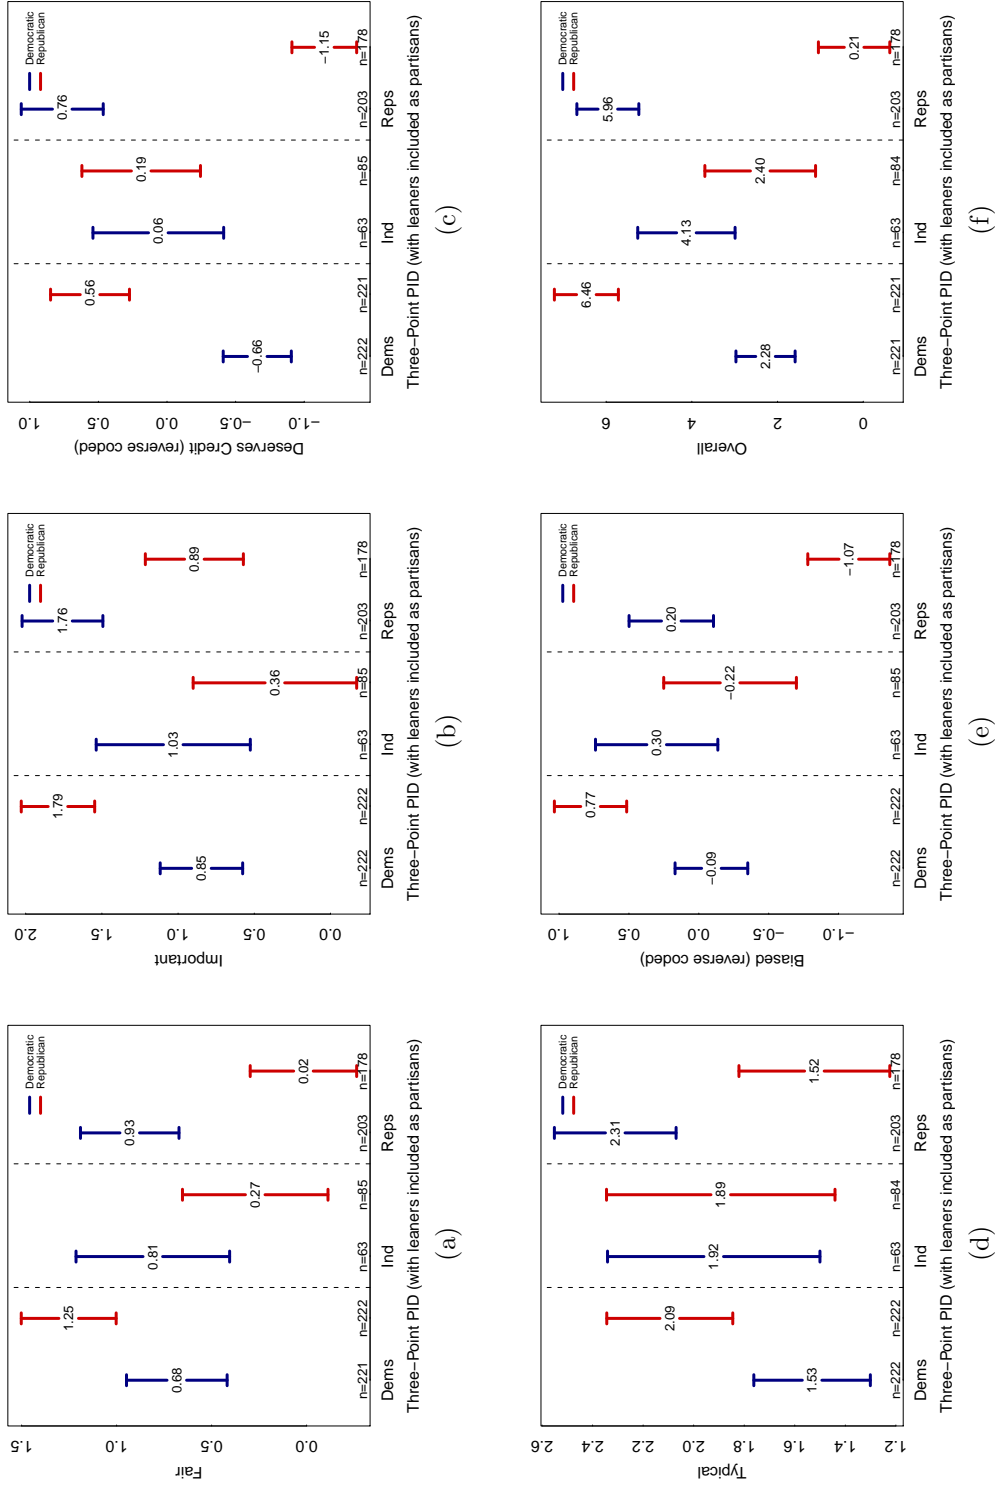 Fair
1.5
1.0
0.5
0.0
0.68
1.25
0.81
0.27
0.93
0.02
Democratic
Republican
n=221 n=222 n=63 n=85 n=203 n=178
Dems Ind Reps
Three−Point PID (with leaners included as partisans)
(a)
Important
2.0
1.5
1.0
0.5
0.0
0.85
1.79
1.03
0.36
1.76
0.89
Democratic
Republican
n=222 n=222 n=63 n=85 n=203 n=178
Dems Ind Reps
Three−Point PID (with leaners included as partisans)
(b)
Deserves Credit (reverse coded)
1.0
0.5
0.0
−0.5
−1.0
−0.66
0.56
0.06
0.19
0.76
−1.15
Democratic
Republican
n=222 n=221 n=63 n=85 n=203 n=178
Dems Ind Reps
Three−Point PID (with leaners included as partisans)
(c)
Typical
2.6
2.4
2.2
2.0
1.8
1.6
1.4
1.2
1.53
2.09
1.92
1.89
2.31
1.52
Democratic
Republican
n=222 n=222 n=63 n=84 n=203 n=178
Dems Ind Reps
Three−Point PID (with leaners included as partisans)
(d)
Biased (reverse coded)
1.0
0.5
0.0
−0.5
−1.0
−0.09
0.77
0.30
−0.22
0.20
−1.07
Democratic
Republican
n=222 n=222 n=63 n=85 n=203 n=178
Dems Ind Reps
Three−Point PID (with leaners included as partisans)
(e)
Overall
6
4
2
0
2.28
6.46
4.13
2.40
5.96
0.21
Democratic
Republican
n=221 n=221 n=63 n=84 n=203 n=178
Dems Ind Reps
Three−Point PID (with leaners included as partisans)
(f)